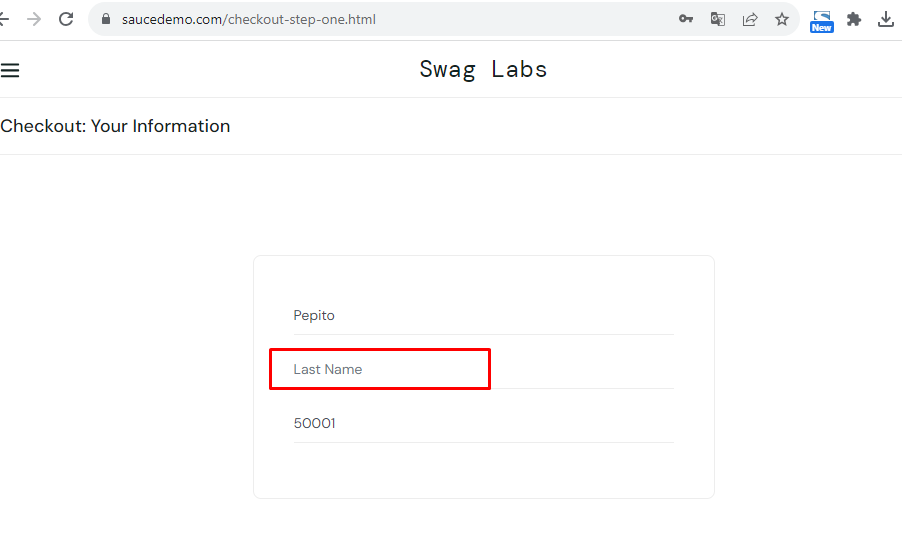 saucedemo.com/checkout-step-one.html
New
Swag Labs
Checkout: Your Information
Pepito
Last Name
50001